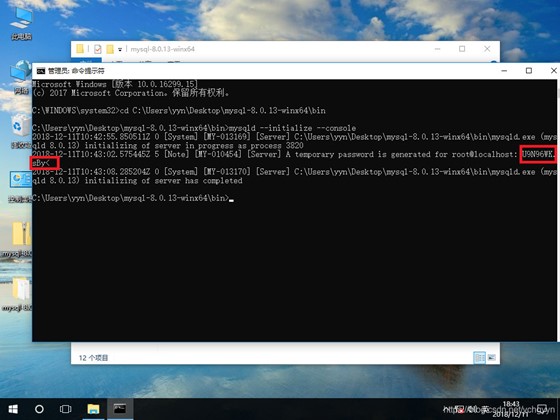 此电脑
mysql-8.0.13-winx64
管理员: 命令提示符
Microsoft Windows [版本 10.0.16299.15]
(c) 2017 Microsoft Corporation。保留所有权利。
C:\WINDOWS\system32>cd C:\Users\yyn\Desktop\mysql-8.0.13-winx64\bin
C:\Users\yyn\Desktop\mysql-8.0.13-winx64\bin>mysqld --initialize --console
2018-12-11T10:42:55.850511Z 0 [System] [MY-013169] [Server] C:\Users\yyn\Desktop\mysql-8.0.13-winx64\bin\mysqld.exe (mys
qld 8.0.13) initializing of server in progress as process 3820
2018-12-11T10:43:02.575445Z 5 [Note] [MY-010454] [Server] A temporary password is generated for root@localhost: U9N96WK.
sBy<
2018-12-11T10:43:08.285204Z 0 [System] [MY-013170] [Server] C:\Users\yyn\Desktop\mysql-8.0.13-winx64\bin\mysqld.exe (mys
qld 8.0.13) initializing of server has completed
C:\Users\yyn\Desktop\mysql-8.0.13-winx64\bin>
12 个项目
18:43
2018/12/11